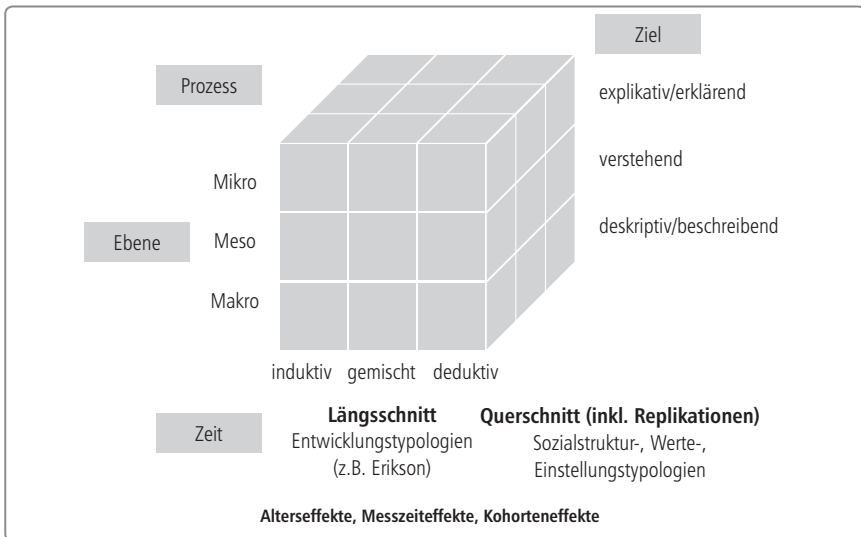 Ziel
Prozess
explikativ/erklärend
verstehend
Mikro
deskriptiv/beschreibend
Ebene
Meso
Makro
induktiv gemischt deduktiv
Zeit
Längsschnitt
Entwicklungstypologien
(z.B. Erikson)
Querschnitt (inkl. Replikationen)
Sozialstruktur-, Werte-,
Einstellungstypologien
Alterseffekte, Messzeiteffekte, Kohorteneffekte